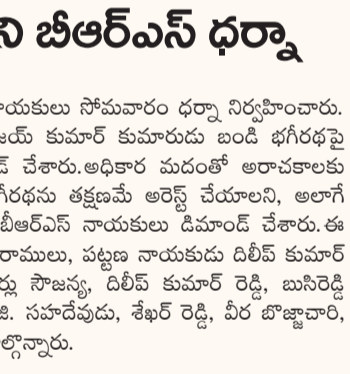 ని బీఆర్ఎస్ ధర్నా
యకులు సోమవారం ధర్నా నిర్వహించారు.
జయ్ కుమార్ కుమారుడు బండి భగీరథపై
డ్ చేశారు.అధికార మదంతో అరాచకాలకు
గీరథను తక్షణమే అరెస్ట్ చేయాలని, అలాగే
బీఆర్ఎస్ నాయకులు డిమాండ్ చేశారు.ఈ
రాములు, పట్టణ నాయకుడు దిలీప్ కుమార్
ర్లు సౌజన్య, దిలీప్ కుమార్ రెడ్డి, బుసిరెడ్డి
జి. సహదేవుడు, శేఖర్ రెడ్డి, వీర బొజ్జాచారి,
ల్గొన్నారు.